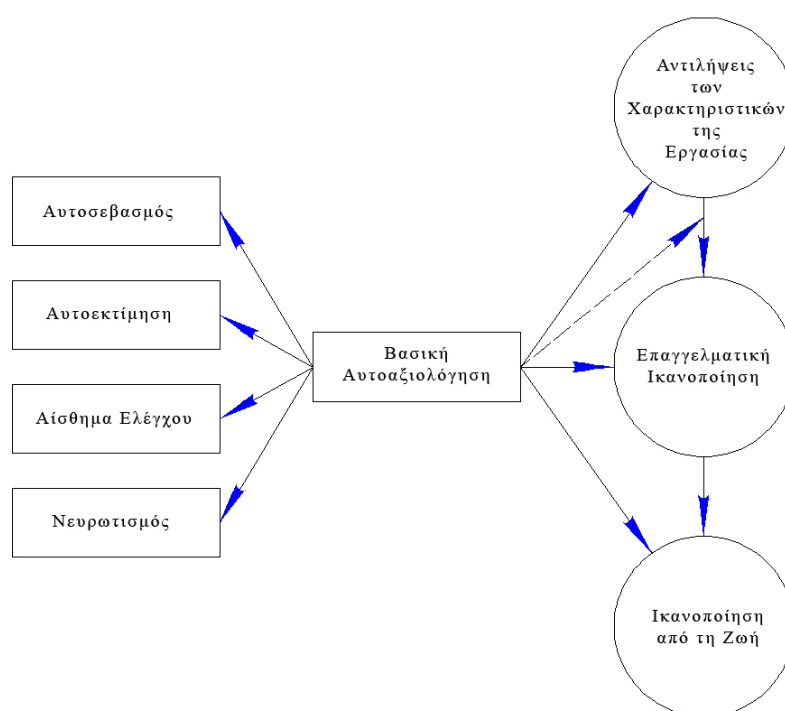 Αντιλήψεις
των
Χαρακτηριστικών
της
Εργασίας
Αυτοσεβασμός
Αυτοεκτίμηση
Βασική
Αυτοαξιολόγηση
Επαγγελματική
Ικανοποίηση
Αίσθημα Ελέγχου
Νευρωτισμός
Ικανοποίηση
από τη Ζωή